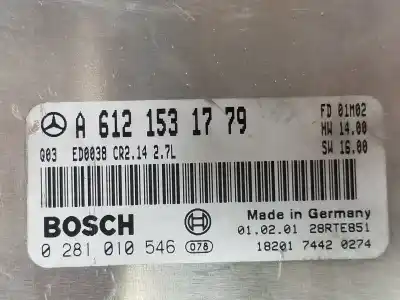 A 612 153 17 79
FD 01M02
HW 14.00
Q03 ED0038 CR2.14 2.7L
SW 16.00
BOSCH
Made in Germany
01.02.01 28RTE851
0 281 010 546 078
18201 7442 0274